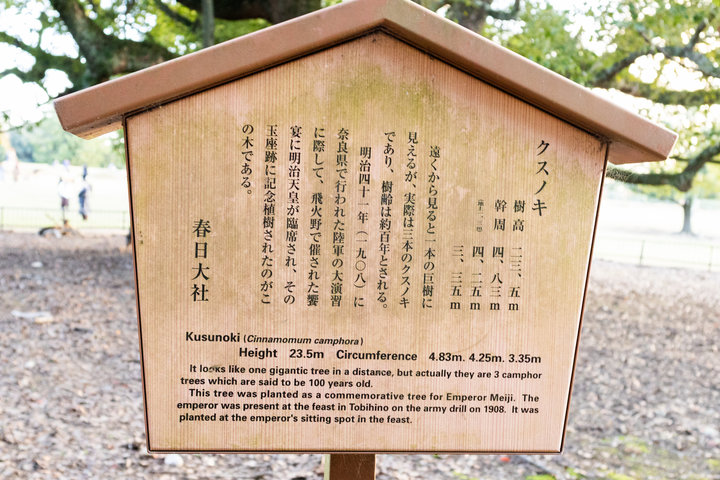 クスノキ
樹高 二三、五m
幹周 四、八三m
四、二五m
三、三五m
遠くから見ると一本の巨樹に
見えるが、実際は三本のクスノキ
であり、樹齢は約百年とされる。
明治四十一年（一九〇八）に
奈良県で行われた陸軍の大演習
に際して、飛火野で催された饗
宴に明治天皇が臨席され、その
玉座跡に記念植樹されたのがこ
の木である。
春日大社
Kusunoki (Cinnamomum camphora)
Height 23.5m Circumference 4.83m. 4.25m. 3.35m
It looks like one gigantic tree in a distance, but actually they are 3 camphor
trees which are said to be 100 years old.
This tree was planted as a commemorative tree for Emperor Meiji. The
emperor was present at the feast in Tobihino on the army drill on 1908. It was
planted at the emperor's sitting spot in the feast.